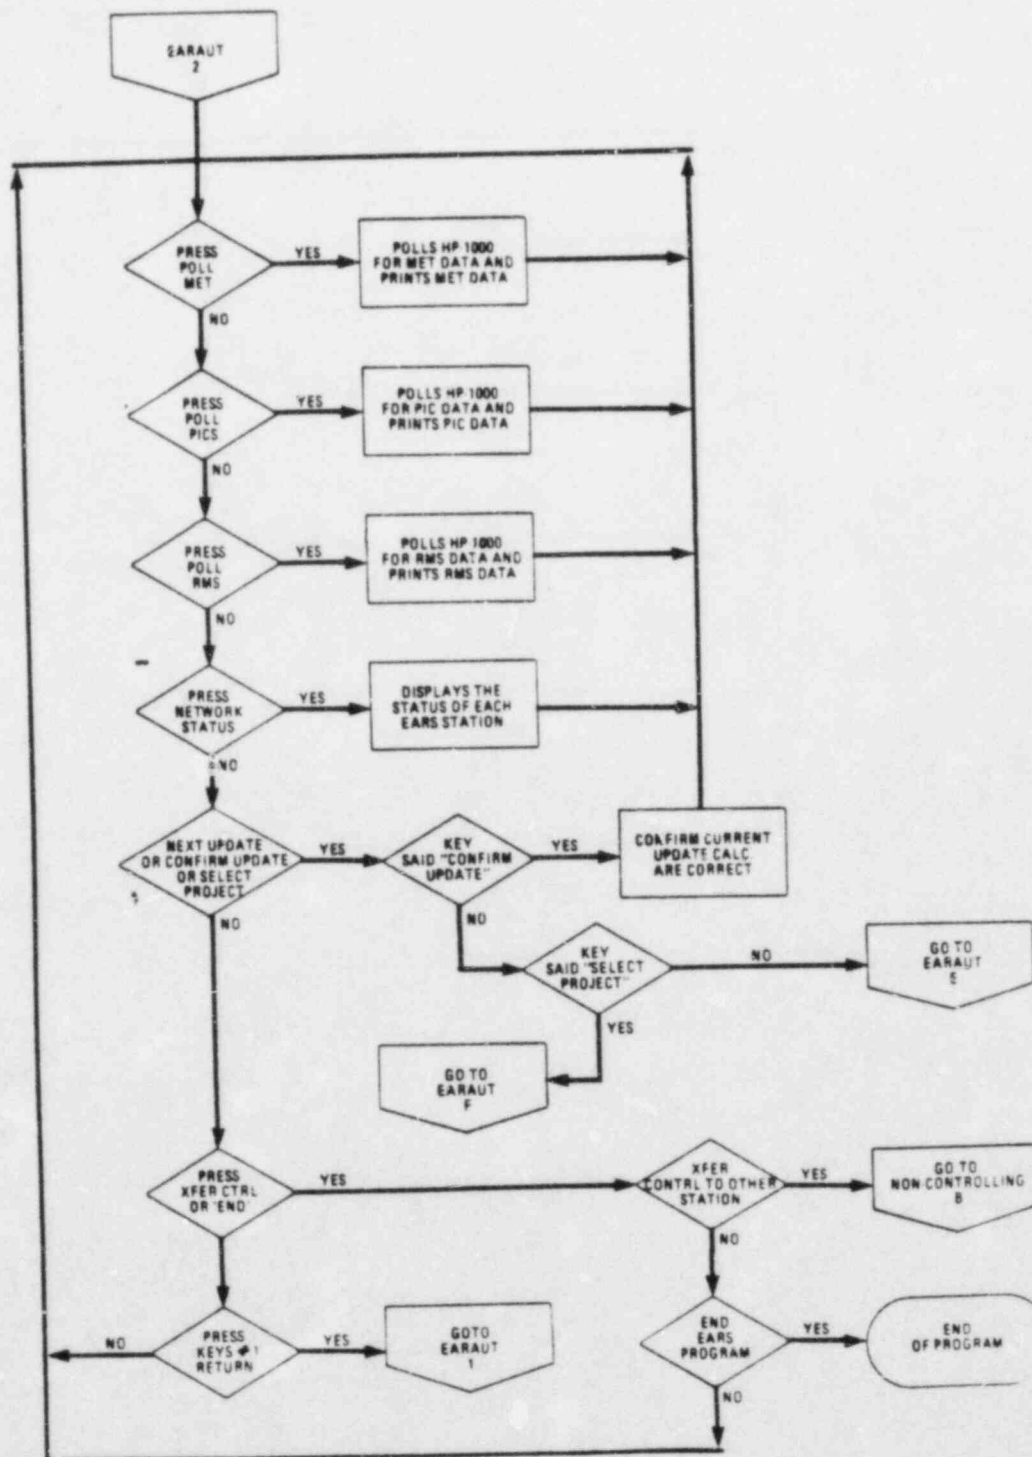 EARAUT
2
PRESS
POLL
MET
YES
POLLS HP 1000
FOR MET DATA AND
PRINTS MET DATA
NO
PRESS
POLL
PICS
YES
POLLS HP 1000
FOR PIC DATA AND
PRINTS PIC DATA
NO
PRESS
POLL
RMS
YES
POLLS HP 1000
FOR RMS DATA AND
PRINTS RMS DATA
NO
PRESS
NETWORK
STATUS
YES
DISPLAYS THE
STATUS OF EACH
EARS STATION
NO
NEXT UPDATE
OR CONFIRM UPDATE
OR SELECT
PROJECT
YES
KEY
SAID "CONFIRM
UPDATE"
YES
CONFIRM CURRENT
UPDATE CALC
ARE CORRECT
NO
NO
KEY
SAID "SELECT
PROJECT"
NO
GO TO
EARAUT
YES
GO TO
EARAUT
F
PRESS
XFER CTRL
OR 'END'
YES
XFER
CONTRL TO OTHER
STATION
YES
GO TO
NON CONTROLLING
B
NO
NO
PRESS
KEYS #1
RETURN
YES
GOTO
EARAUT
1
END
EARS
PROGRAM
YES
END
OF PROGRAM
NO